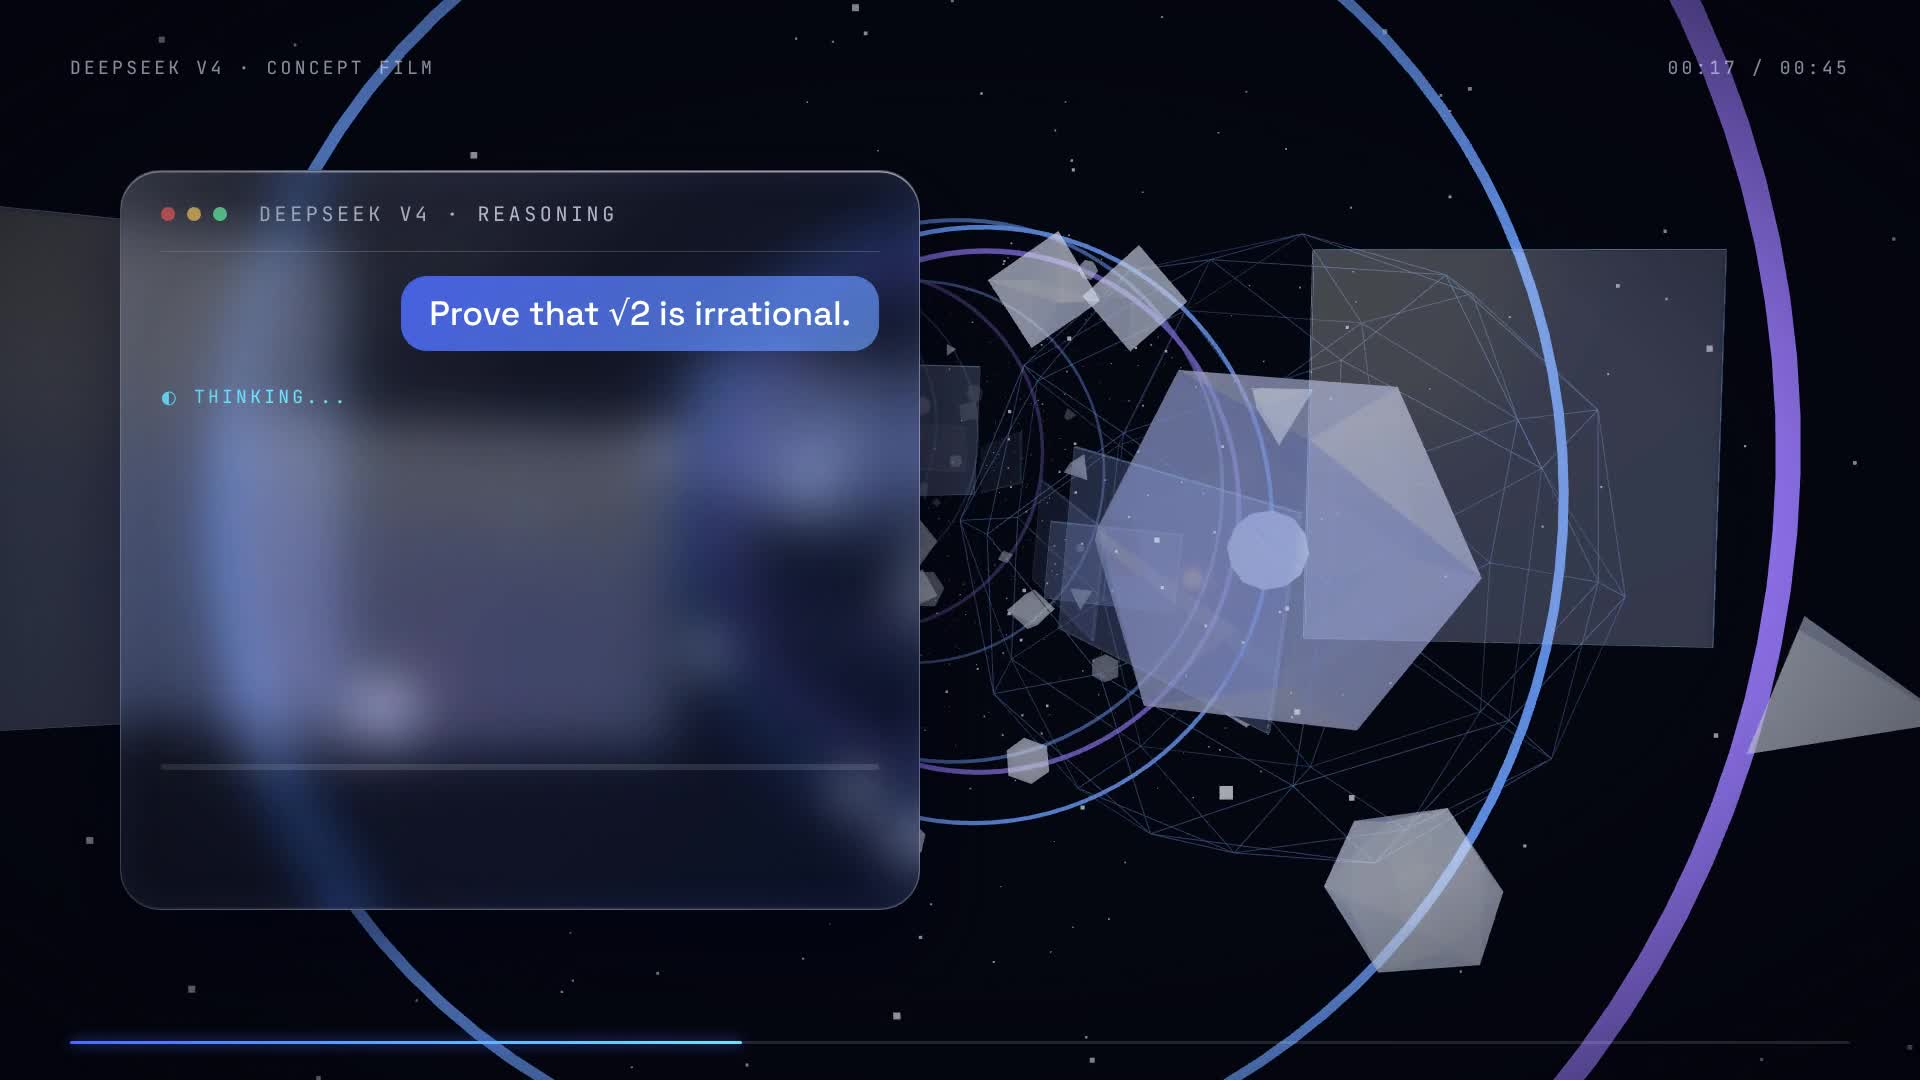 DEEPSEEK V4 · CONCEPT FILM
00:17 / 00:45
DEEPSEEK V4 · REASONING
Prove that √2 is irrational.
◐ THINKING...